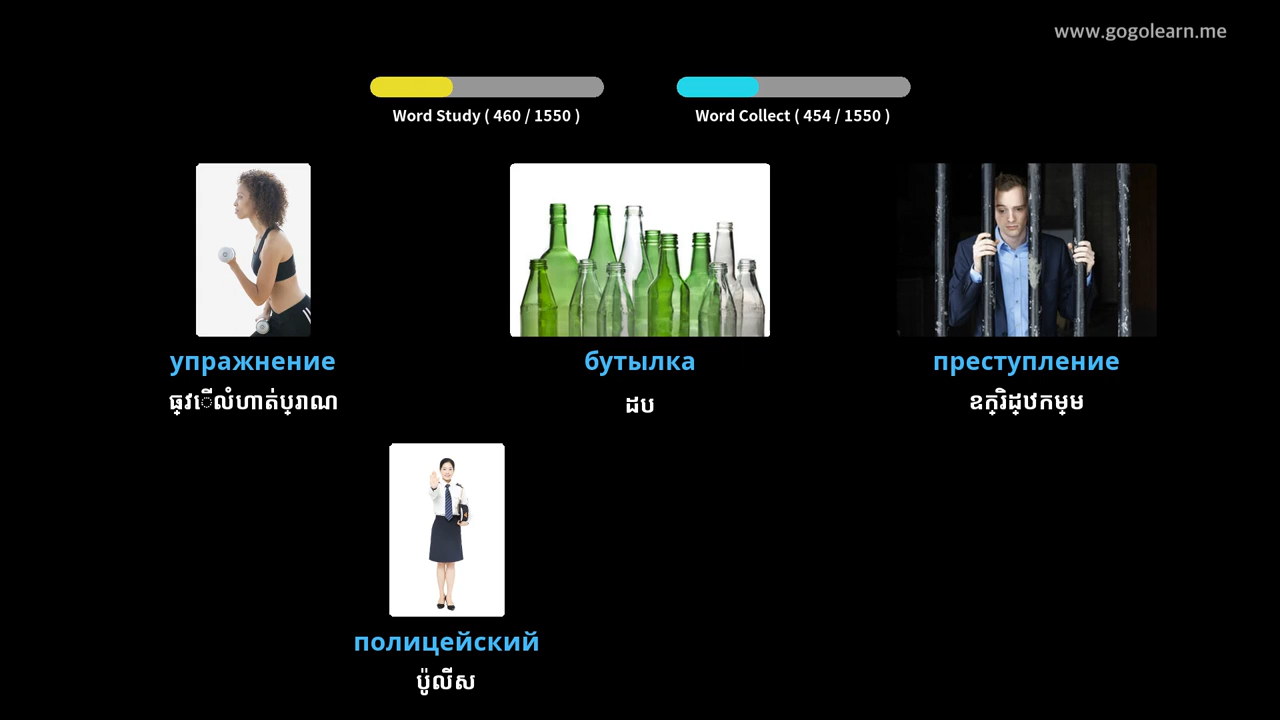 www.gogolearn.me
Word Study ( 460 / 1550 )
Word Collect ( 454 / 1550 )
упражнение
бутылка
преступление
ធ្វើលំហាត់ប្រាណ
ដប
ឧក្រិដ្ឋកម្ម
полицейский
ប៉ូលីស